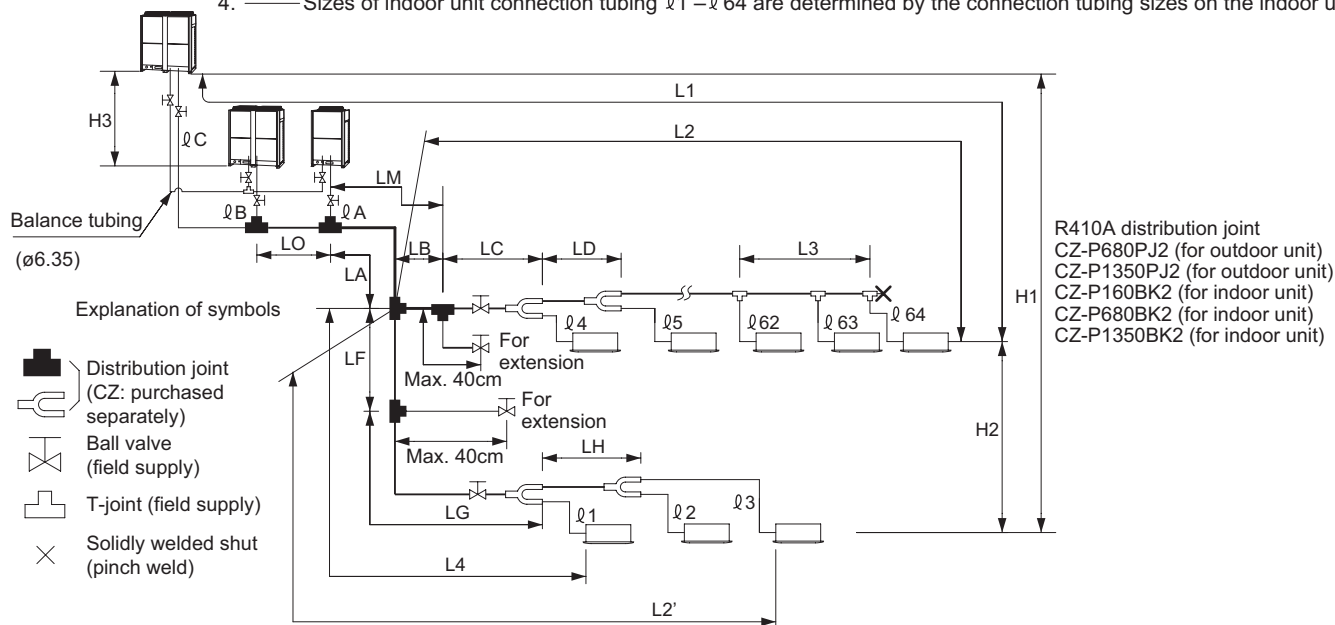 4. Sizes of indoor unit connection tubing ℓ1–ℓ64 are determined by the connection tubing sizes on the indoor u
L1
L2
H3
ℓC
LM
Balance tubing
(ø6.35)
ℓB
ℓA
LO
LA
LB
LC
LD
L3
H1
R410A distribution joint
CZ-P680PJ2 (for outdoor unit)
CZ-P1350PJ2 (for outdoor unit)
CZ-P160BK2 (for indoor unit)
CZ-P680BK2 (for indoor unit)
CZ-P1350BK2 (for indoor unit)
Explanation of symbols
ℓ4
ℓ5
ℓ62
ℓ63
ℓ64
For
extension
Max. 40cm
LF
Distribution joint
(CZ: purchased
separately)
For
extension
Max. 40cm
H2
Ball valve
(field supply)
LH
T-joint (field supply)
LG
ℓ1
ℓ2
ℓ3
Solidly welded shut
(pinch weld)
L4
L2'